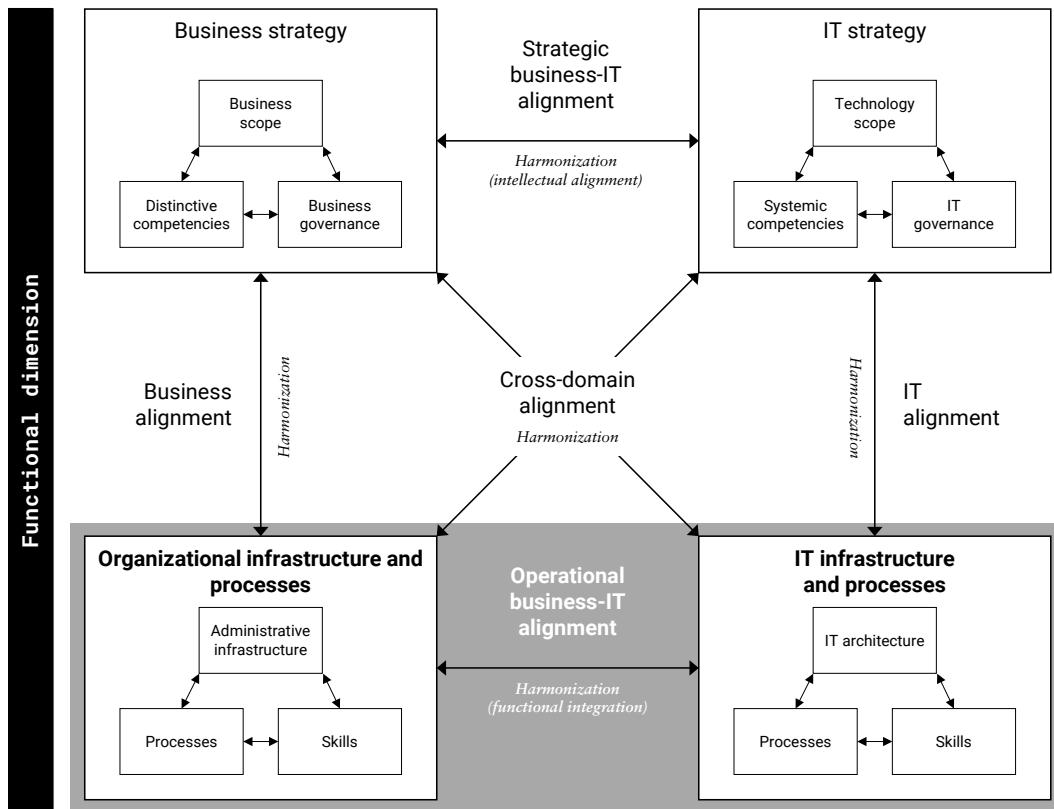 Functional dimension
Business strategy
Business
scope
Distinctive
competencies
Business
governance
Strategic
business-IT
alignment
Harmonization
(intellectual alignment)
IT strategy
Technology
scope
Systemic
competencies
IT
governance
Business
alignment
Harmonization
Cross-domain
alignment
Harmonization
Harmonization
IT
alignment
Organizational infrastructure and
processes
Administrative
infrastructure
Processes
Skills
Operational
business-IT
alignment
Harmonization
(functional integration)
IT infrastructure
and processes
IT architecture
Processes
Skills